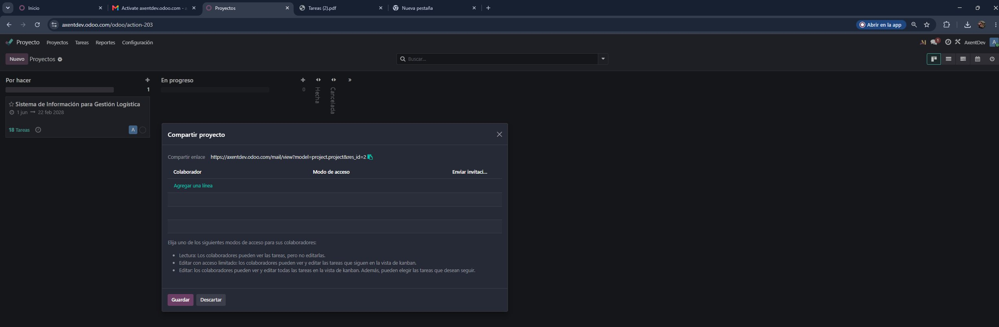 Inicio
Activate axentdev.odoo.com - a
Proyectos
Tareas (2).pdf
Nueva pestaña
axentdev.odoo.com/odoo/action-203
Abrir en la app
Proyecto Proyectos Tareas Reportes Configuración
AI 1 AxentDev A
Nuevo Proyectos Buscar...
Por hacer
1
En progreso
0
Hecha
Cancelada
Sistema de Información para Gestión Logística
1 jun → 22 feb 2028
18 Tareas A
Compartir proyecto
Compartir enlace https://axentdev.odoo.com/mail/view?model=project.project&res_id=2
Colaborador Modo de acceso Enviar invitaci...
Agregar una línea
Elija uno de los siguientes modos de acceso para sus colaboradores:
• Lectura: Los colaboradores pueden ver las tareas, pero no editarlas.
• Editar con acceso limitado: los colaboradores pueden ver y editar las tareas que siguen en la vista de kanban.
• Editar: los colaboradores pueden ver y editar todas las tareas en la vista de kanban. Además, pueden elegir las tareas que desean seguir.
Guardar Descartar